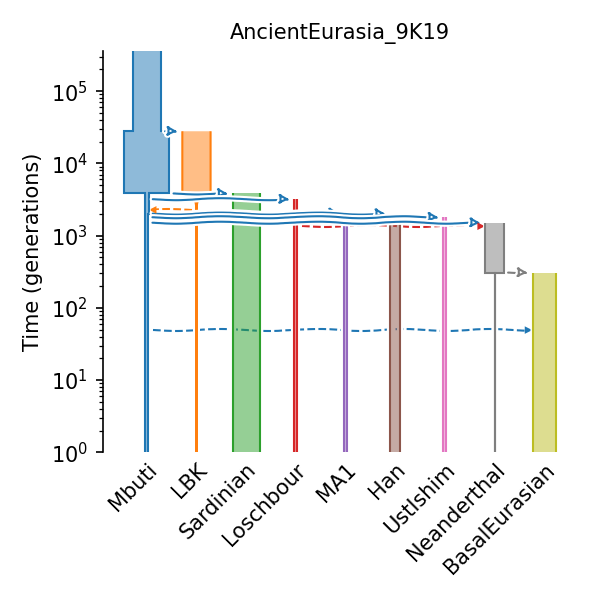 AncientEurasia_9K19
Time (generations)
10^5
10^4
10^3
10^2
10^1
10^0
Mbuti
LBK
Sardinian
Loschbour
MA1
Han
UstIshim
Neanderthal
BasalEurasian